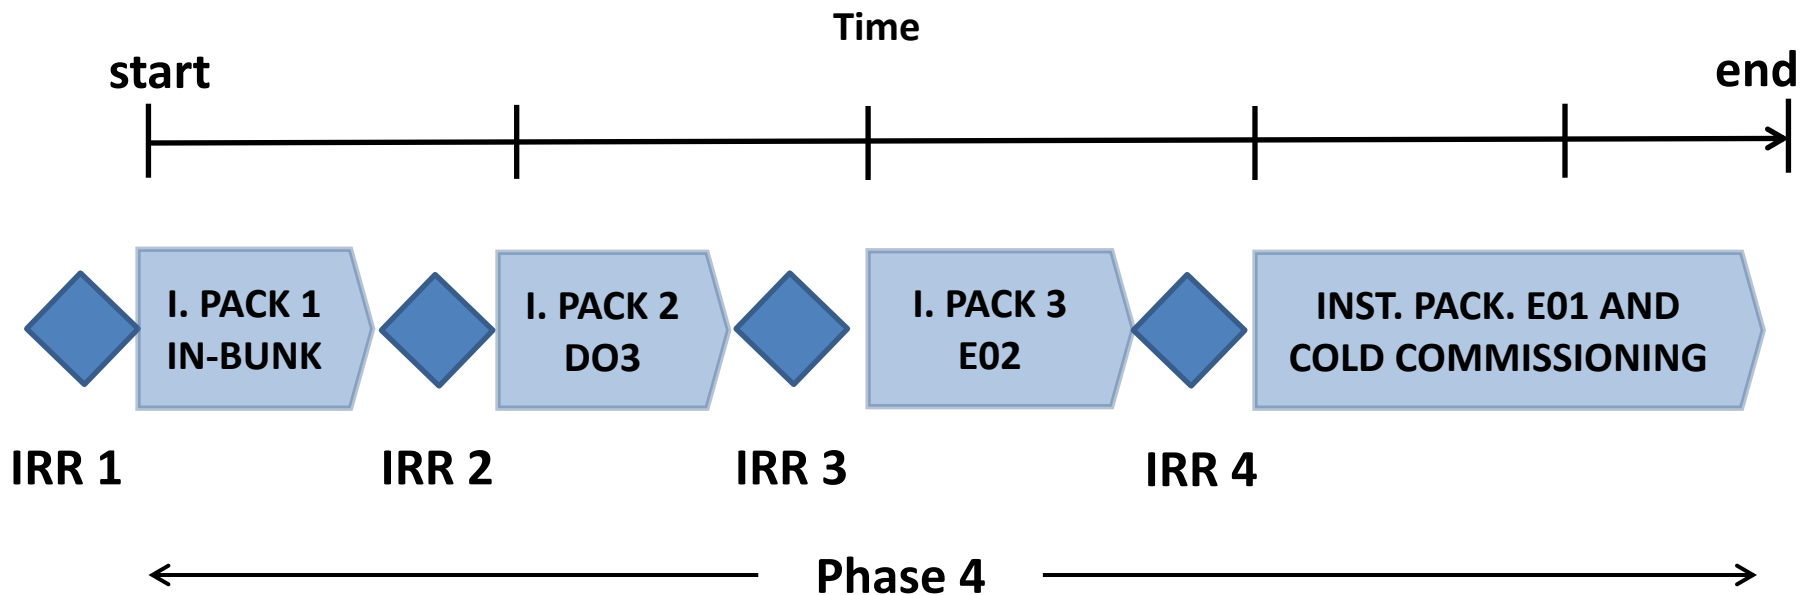 Time
start
end
I. PACK 1
IN-BUNK
I. PACK 2
DO3
I. PACK 3
E02
INST. PACK. E01 AND
COLD COMMISSIONING
IRR 1
IRR 2
IRR 3
IRR 4
Phase 4